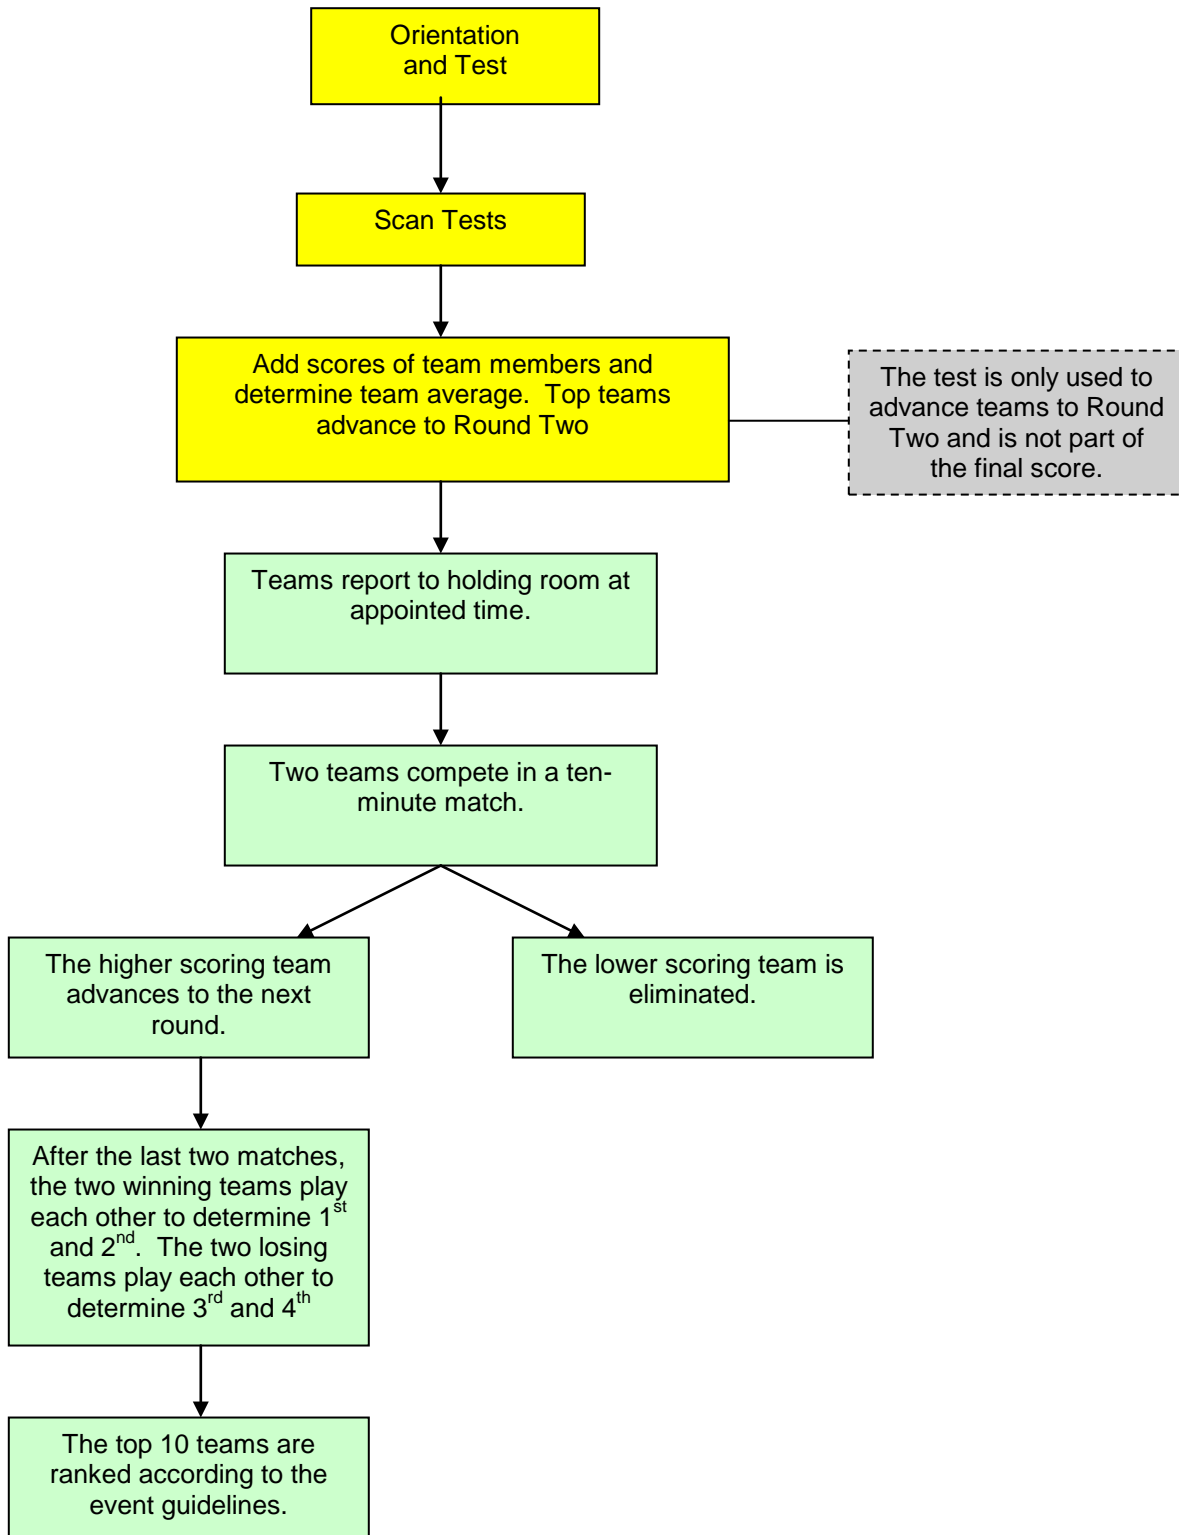 Orientation
and Test
Scan Tests
Add scores of team members and
determine team average.  Top teams
advance to Round Two
The test is only used to
advance teams to Round
Two and is not part of
the final score.
Teams report to holding room at
appointed time.
Two teams compete in a ten-
minute match.
The higher scoring team
advances to the next
round.
The lower scoring team is
eliminated.
After the last two matches,
the two winning teams play
each other to determine 1st
and 2nd.  The two losing
teams play each other to
determine 3rd and 4th
The top 10 teams are
ranked according to the
event guidelines.